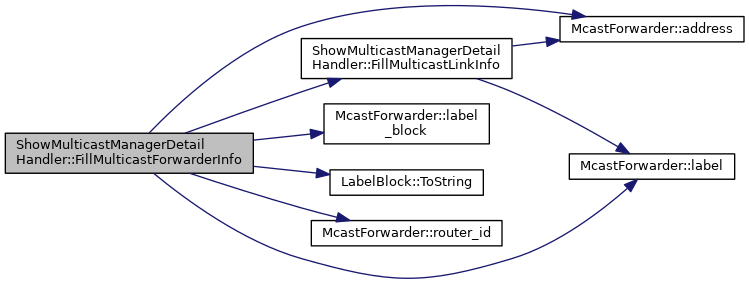 ShowMulticastManagerDetail
Handler::FillMulticastForwarderInfo
ShowMulticastManagerDetail
Handler::FillMulticastLinkInfo
McastForwarder::address
McastForwarder::label
_block
LabelBlock::ToString
McastForwarder::router_id
McastForwarder::label